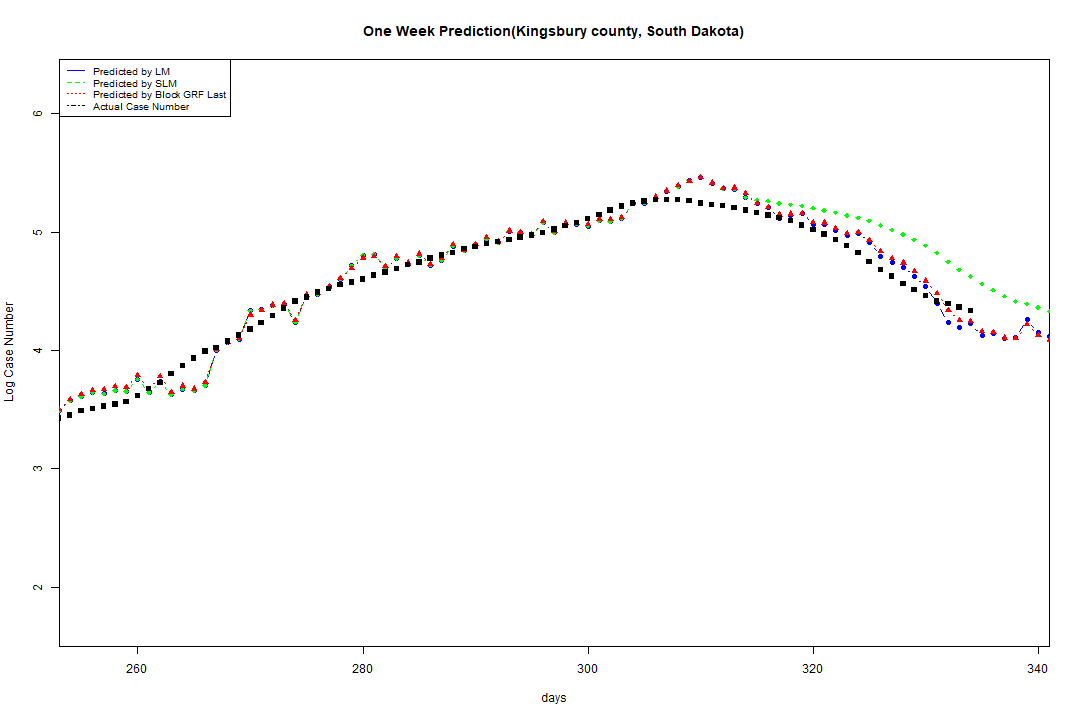 One Week Prediction(Kingsbury county, South Dakota)
Predicted by LM
Predicted by SLM
Predicted by Block GRF Last
Actual Case Number
6
5
4
3
2
Log Case Number
260 280 300 320 340
days